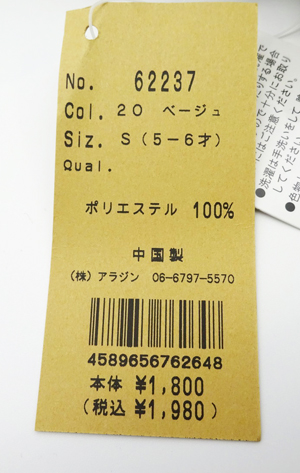 No. 62237
Col. 20 ベージュ
Siz. S(5-6才)
Qual.
ポリエステル 100%
中国製
(株) アラジン 06-6797-5570
4589656762648
本体 ¥1,800
(税込 ¥1,980)